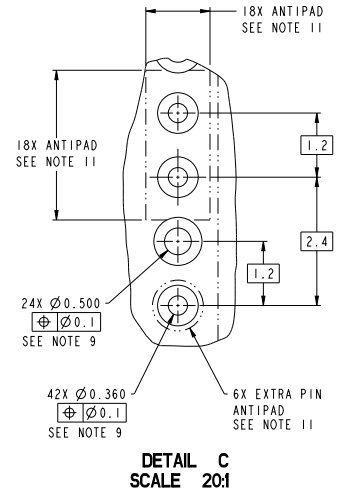 18X ANTIPAD
SEE NOTE 11
18X ANTIPAD
SEE NOTE 11
1.2
2.4
1.2
24X Ø0.500
⌖ Ø0.1
SEE NOTE 9
42X Ø0.360
⌖ Ø0.1
SEE NOTE 9
6X EXTRA PIN
ANTIPAD
SEE NOTE 11
DETAIL C
SCALE 20:1